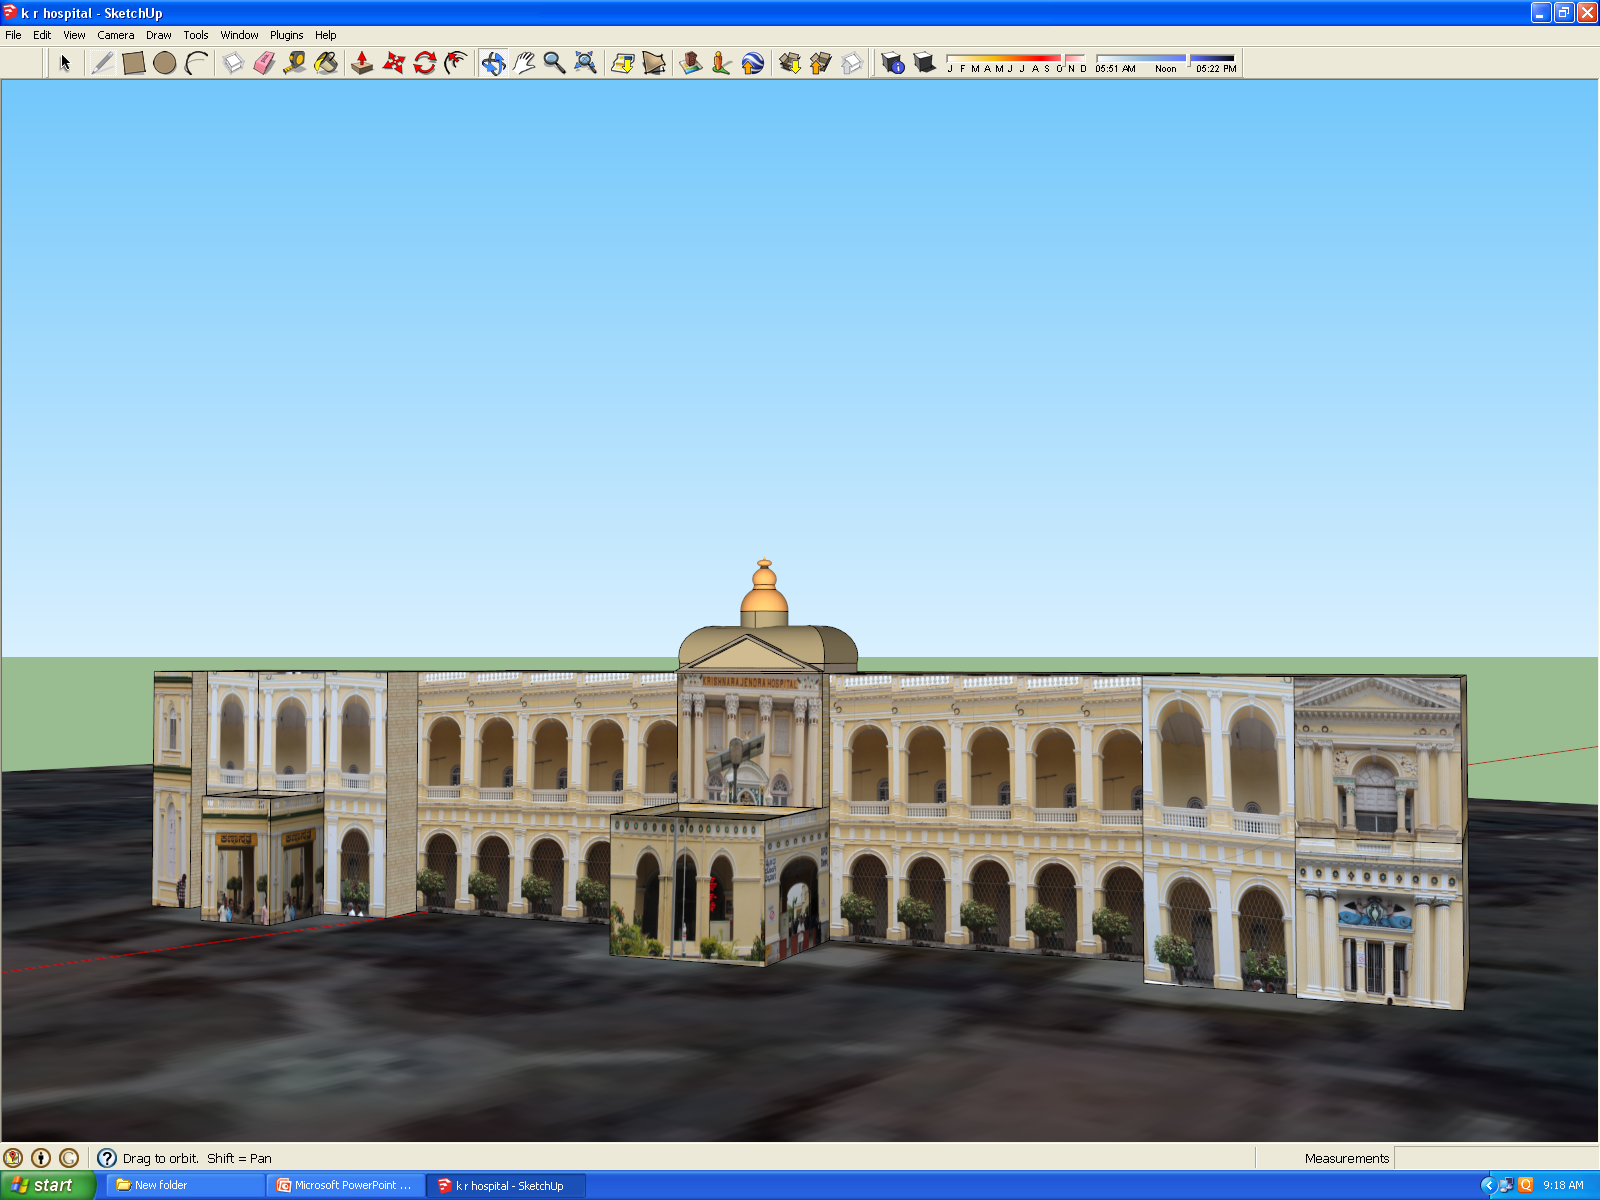 k r hospital - SketchUp
File Edit View Camera Draw Tools Window Plugins Help
J F M A M J J A S O N D 05:51 AM Noon 05:22 PM
KRISHNARAJENDRA HOSPITAL
Drag to orbit. Shift = Pan
Measurements
start New folder Microsoft PowerPoint ... k r hospital - SketchUp 9:18 AM